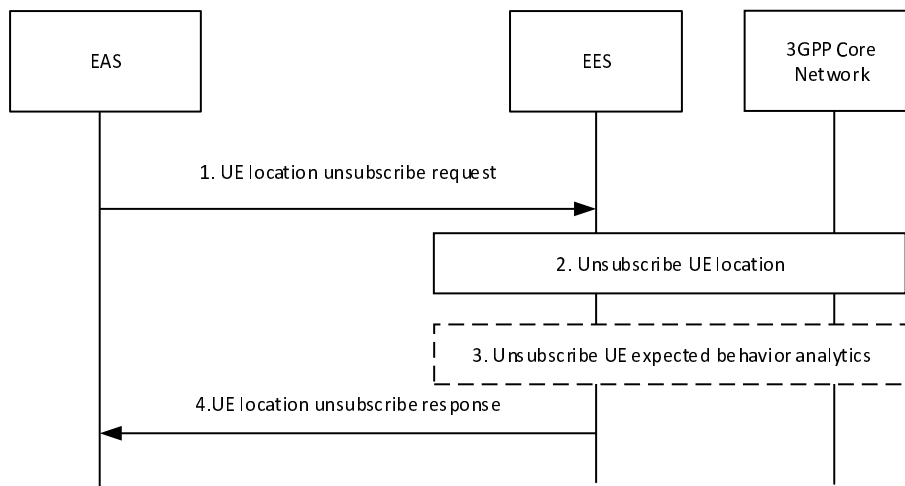 EAS
EES
3GPP Core
Network
1. UE location unsubscribe request
2. Unsubscribe UE location
3. Unsubscribe UE expected behavior analytics
4.UE location unsubscribe response